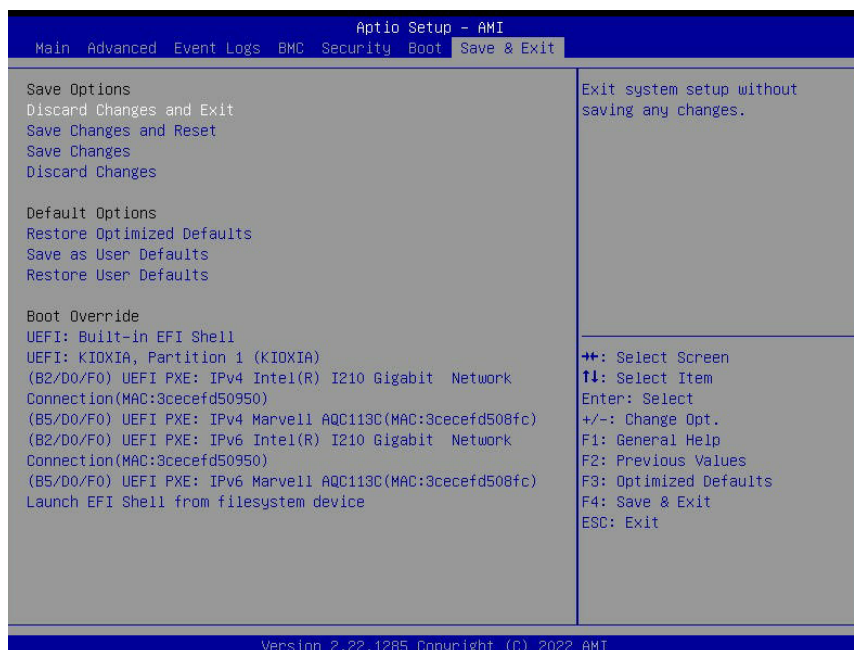 Aptio Setup – AMI
Main Advanced Event Logs BMC Security Boot Save & Exit
Save Options
Discard Changes and Exit
Save Changes and Reset
Save Changes
Discard Changes
Default Options
Restore Optimized Defaults
Save as User Defaults
Restore User Defaults
Boot Override
UEFI: Built-in EFI Shell
UEFI: KIOXIA, Partition 1 (KIOXIA)
(B2/D0/F0) UEFI PXE: IPv4 Intel(R) I210 Gigabit Network
Connection(MAC:3cecefd50950)
(B5/D0/F0) UEFI PXE: IPv4 Marvell AQC113C(MAC:3cecefd508fc)
(B2/D0/F0) UEFI PXE: IPv6 Intel(R) I210 Gigabit Network
Connection(MAC:3cecefd50950)
(B5/D0/F0) UEFI PXE: IPv6 Marvell AQC113C(MAC:3cecefd508fc)
Launch EFI Shell from filesystem device
Exit system setup without
saving any changes.
→←: Select Screen
↑↓: Select Item
Enter: Select
+/-: Change Opt.
F1: General Help
F2: Previous Values
F3: Optimized Defaults
F4: Save & Exit
ESC: Exit
Version 2.22.1285 Copyright (C) 2022 AMI